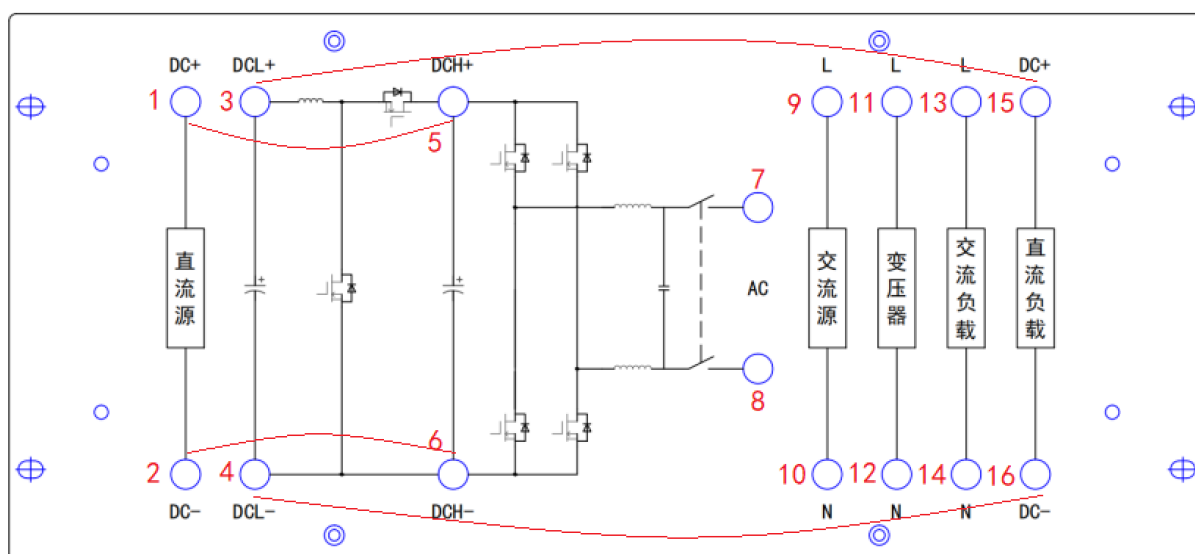 DC+ DCL+ DCH+ L L L DC+
1 3 5 9 11 13 15
7
直流源
+
+
AC
交流源
变压器
交流负载
直流负载
8
2 4 6 10 12 14 16
DC- DCL- DCH- N N N DC-